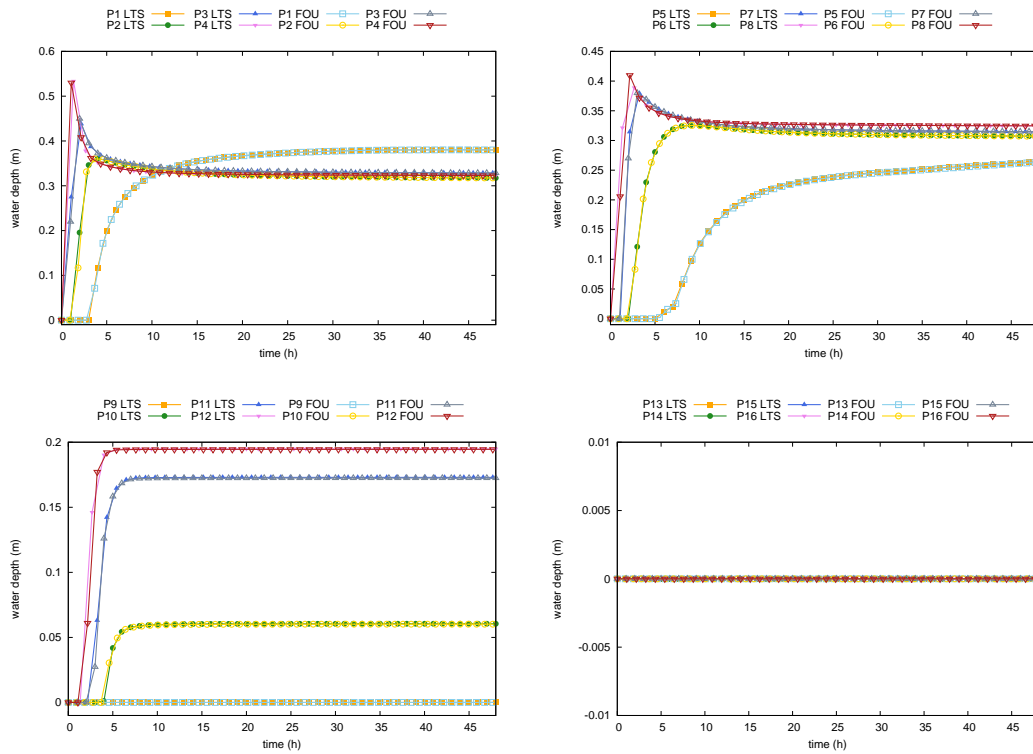 P1 LTS P3 LTS P1 FOU P3 FOU
P2 LTS P4 LTS P2 FOU P4 FOU
0.6
0.5
0.4
0.3
0.2
0.1
0
water depth (m)
0 5 10 15 20 25 30 35 40 45
time (h)
P5 LTS P7 LTS P5 FOU P7 FOU
P6 LTS P8 LTS P6 FOU P8 FOU
0.45
0.4
0.35
0.3
0.25
0.2
0.15
0.1
0.05
0
water depth (m)
0 5 10 15 20 25 30 35 40 45
time (h)
P9 LTS P11 LTS P9 FOU P11 FOU
P10 LTS P12 LTS P10 FOU P12 FOU
0.2
0.15
0.1
0.05
0
water depth (m)
0 5 10 15 20 25 30 35 40 45
time (h)
P13 LTS P15 LTS P13 FOU P15 FOU
P14 LTS P16 LTS P14 FOU P16 FOU
0.01
0.005
0
-0.005
-0.01
water depth (m)
0 5 10 15 20 25 30 35 40 45
time (h)